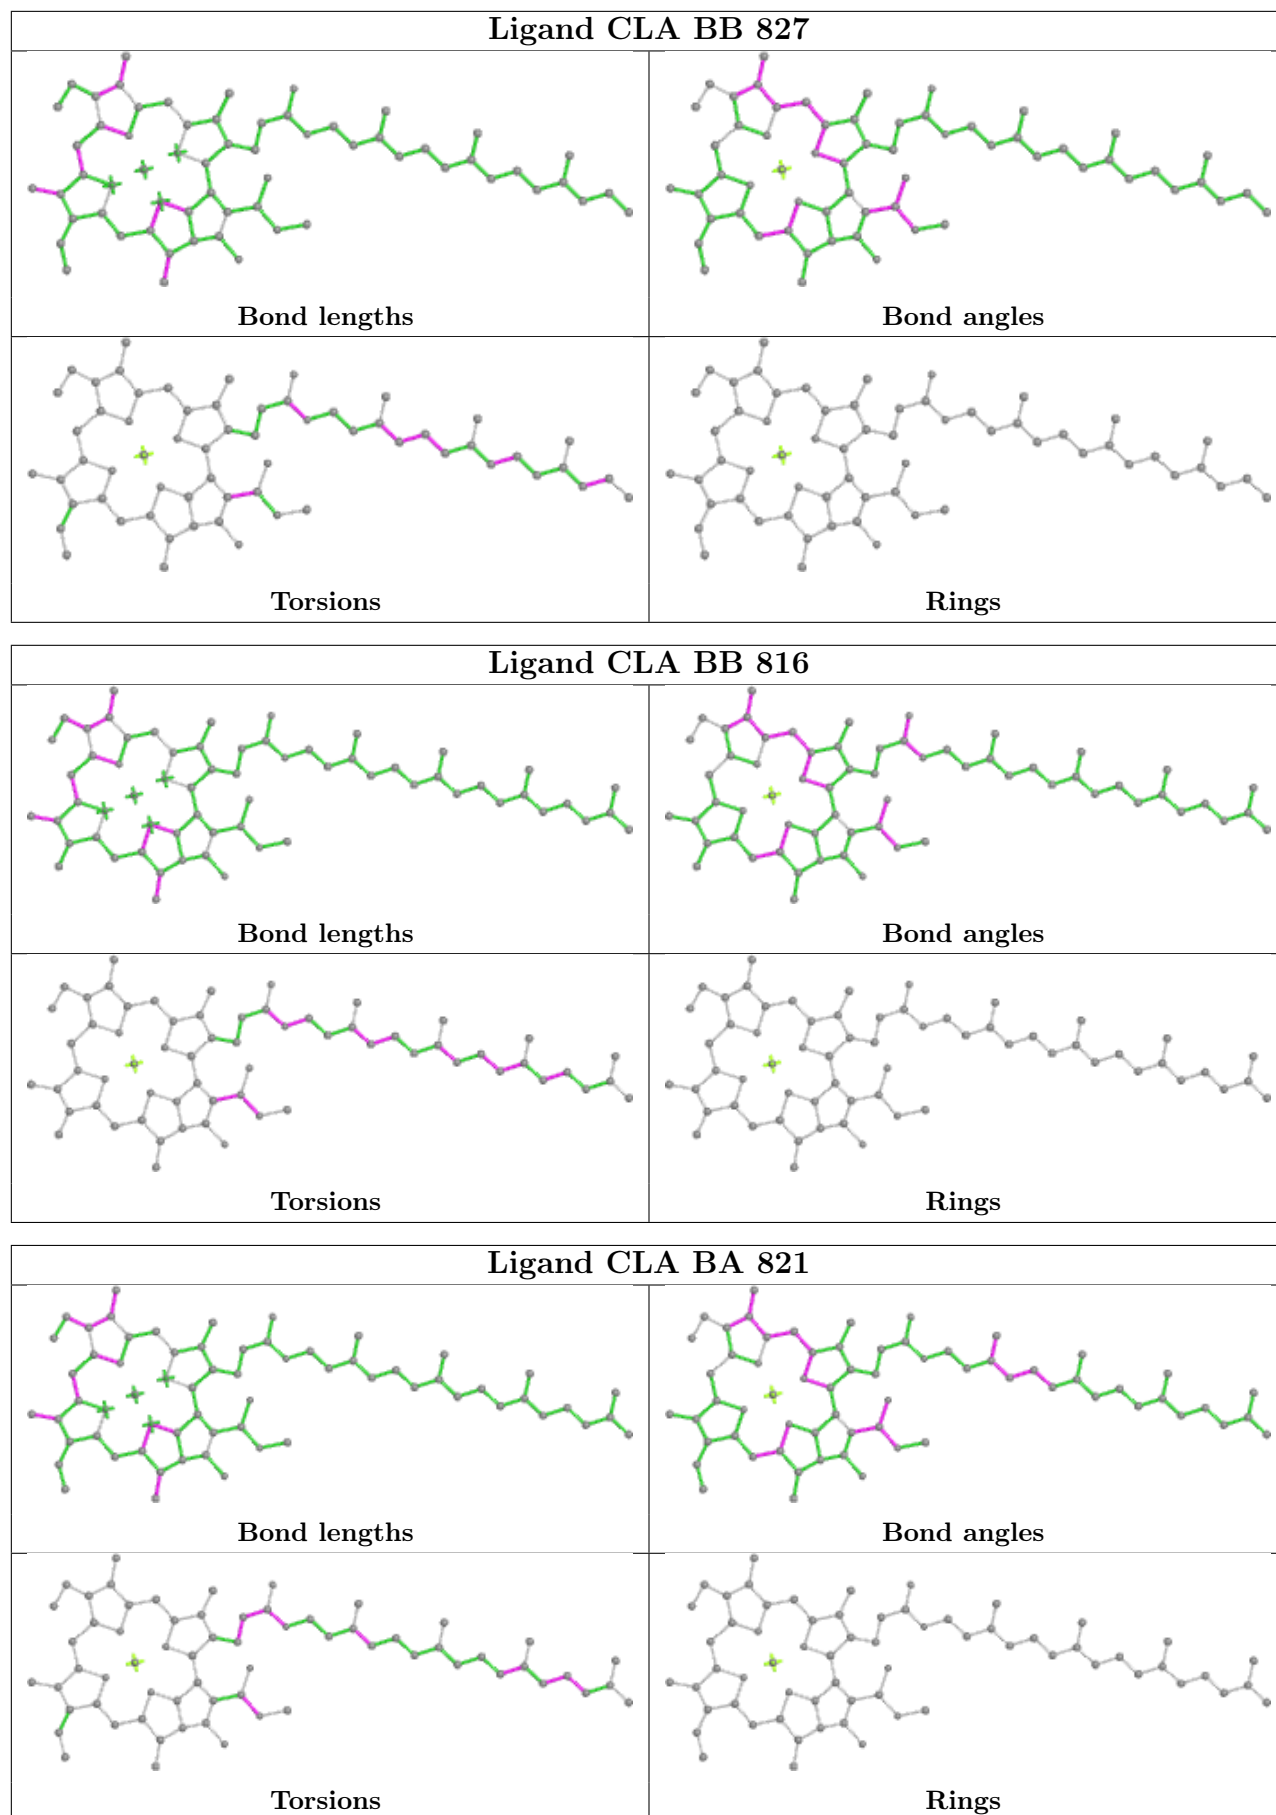 Ligand CLA BB 827
Bond lengths
Bond angles
Torsions
Rings
Ligand CLA BB 816
Bond lengths
Bond angles
Torsions
Rings
Ligand CLA BA 821
Bond lengths
Bond angles
Torsions
Rings